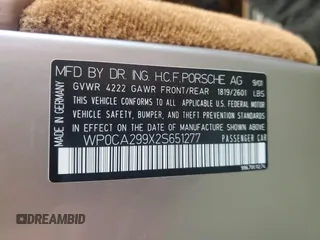 MADE IN GERMANY
MFD BY DR. ING. H.C.F.PORSCHE AG 9/01
GVWR 4222 GAWR FRONT/REAR 1819/2601 LBS
THIS VEHICLE CONFORMS TO ALL APPLICABLE FEDERAL MOTOR
VEHICLE SAFETY, BUMPER, AND THEFT PREVENTION
STANDARDS IN EFFECT ON THE DATE OF MANUFACTURE SHOWN ABOVE
WP0CA299X2S651277 PASSENGER CAR
DREAMBID